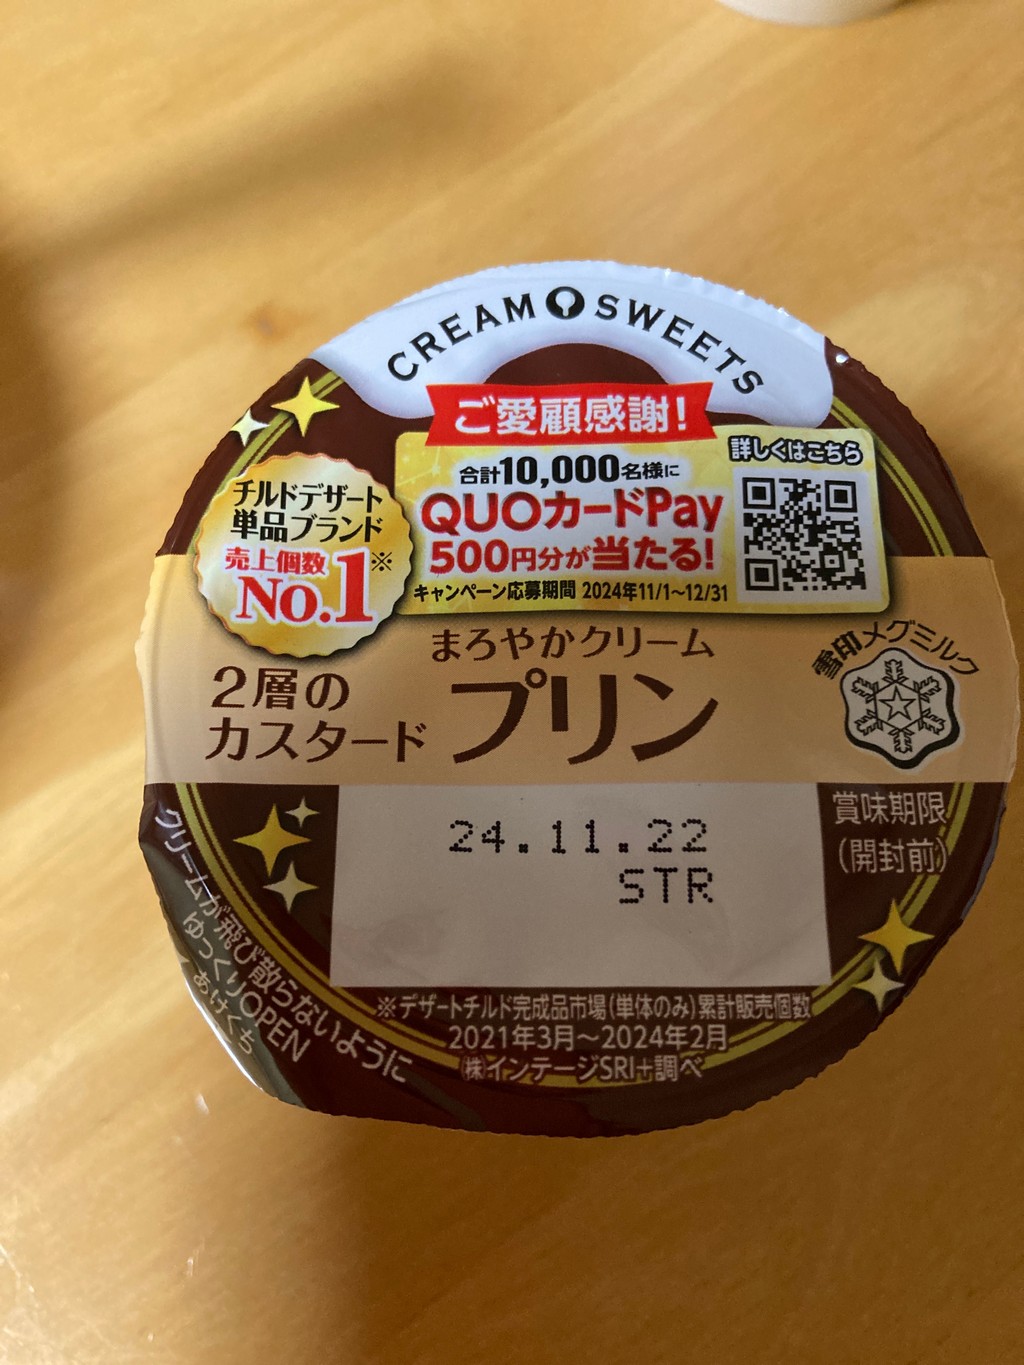 CREAM SWEETS
ご愛顧感謝!
合計10,000名様に
QUOカードPay
500円分が当たる!
キャンペーン応募期間 2024年11/1~12/31
詳しくはこちら
チルドデザート
単品ブランド
売上個数
No.1※
まろやかクリーム
2層の
カスタード
プリン
雪印メグミルク
24.11.22
STR
賞味期限
(開封前)
クリームが飛び散らないように
ゆっくりOPEN
あけくち
※デザートチルド完成品市場(単体のみ)累計販売個数
2021年3月~2024年2月
㈱インテージSRI+調べ